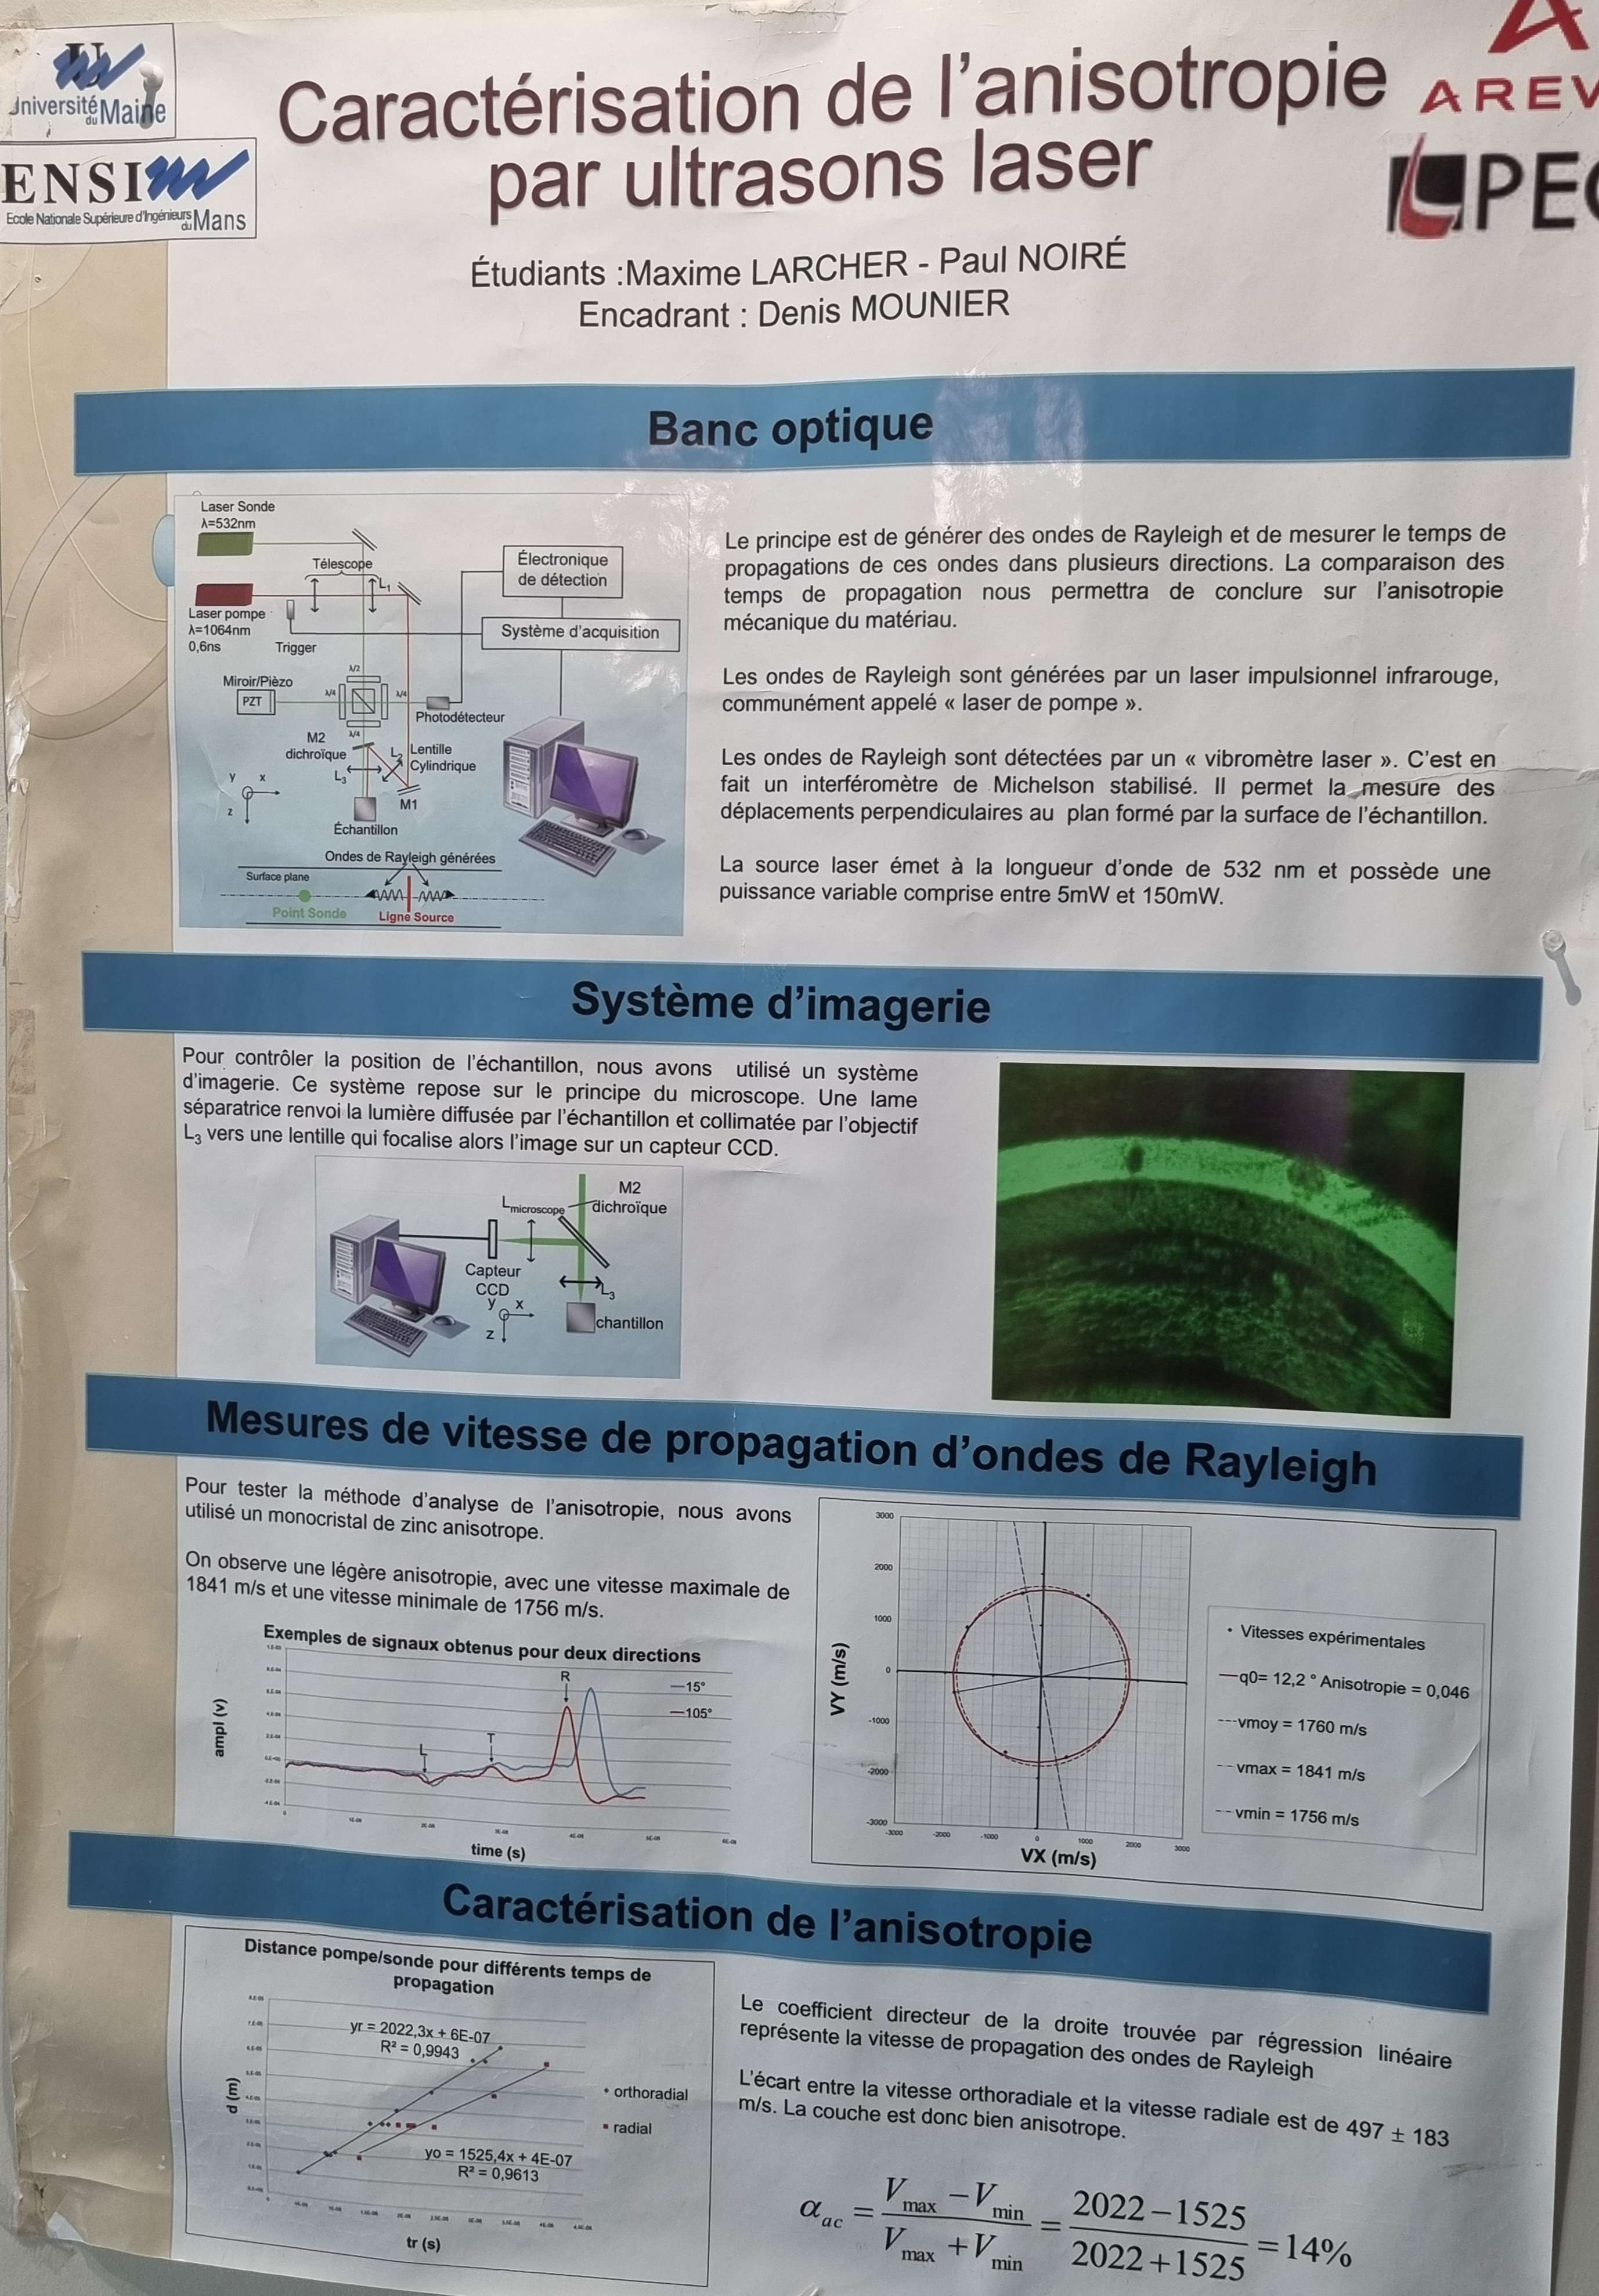 Université
du Maine
ENSIM
Ecole Nationale Supérieure d'Ingénieurs
du Mans
Caractérisation de l'anisotropie
par ultrasons laser
AREV
LPEC
Étudiants :Maxime LARCHER - Paul NOIRÉ
Encadrant : Denis MOUNIER
Banc optique
Laser Sonde
λ=532nm
Télescope
L1
Laser pompe
λ=1064nm
0,6ns
Trigger
Électronique
de détection
Système d'acquisition
Miroir/Pièzo
PZT
λ/2
λ/4
λ/4
λ/4
Photodétecteur
M2
dichroïque
L2
Lentille
Cylindrique
L3
M1
y
x
z
Échantillon
Ondes de Rayleigh générées
Surface plane
Point Sonde
Ligne Source
Le principe est de générer des ondes de Rayleigh et de mesurer le temps de
propagations de ces ondes dans plusieurs directions. La comparaison des
temps de propagation nous permettra de conclure sur l'anisotropie
mécanique du matériau.
Les ondes de Rayleigh sont générées par un laser impulsionnel infrarouge,
communément appelé « laser de pompe ».
Les ondes de Rayleigh sont détectées par un « vibromètre laser ». C'est en
fait un interféromètre de Michelson stabilisé. Il permet la mesure des
déplacements perpendiculaires au plan formé par la surface de l'échantillon.
La source laser émet à la longueur d'onde de 532 nm et possède une
puissance variable comprise entre 5mW et 150mW.
Système d'imagerie
Pour contrôler la position de l'échantillon, nous avons utilisé un système
d'imagerie. Ce système repose sur le principe du microscope. Une lame
séparatrice renvoi la lumière diffusée par l'échantillon et collimatée par l'objectif
L3 vers une lentille qui focalise alors l'image sur un capteur CCD.
M2
dichroïque
Lmicroscope
Capteur
CCD
L3
y
x
z
chantillon
Mesures de vitesse de propagation d'ondes de Rayleigh
Pour tester la méthode d'analyse de l'anisotropie, nous avons
utilisé un monocristal de zinc anisotrope.
On observe une légère anisotropie, avec une vitesse maximale de
1841 m/s et une vitesse minimale de 1756 m/s.
Exemples de signaux obtenus pour deux directions
ampl (v)
L
T
R
15°
105°
time (s)
3000
2000
1000
0
-1000
-2000
-3000
VY (m/s)
-3000 -2000 -1000 0 1000 2000 3000
VX (m/s)
Vitesses expérimentales
q0= 12,2 ° Anisotropie = 0,046
vmoy = 1760 m/s
vmax = 1841 m/s
vmin = 1756 m/s
Caractérisation de l'anisotropie
Distance pompe/sonde pour différents temps de
propagation
yr = 2022,3x + 6E-07
R² = 0,9943
d (m)
orthoradial
radial
yo = 1525,4x + 4E-07
R² = 0,9613
tr (s)
Le coefficient directeur de la droite trouvée par régression linéaire
représente la vitesse de propagation des ondes de Rayleigh
L'écart entre la vitesse orthoradiale et la vitesse radiale est de 497 ± 183
m/s. La couche est donc bien anisotrope.
αac = (Vmax − Vmin) / (Vmax + Vmin) = (2022 − 1525) / (2022 + 1525) = 14%